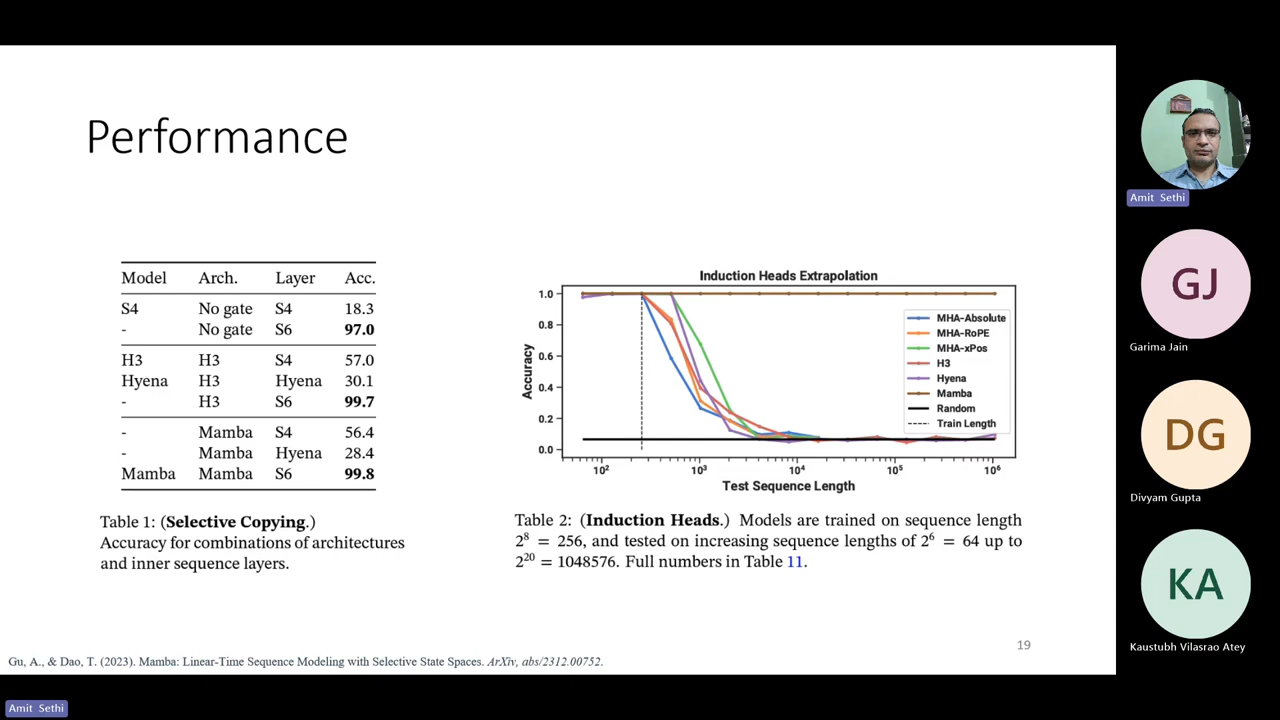 Performance
Model Arch. Layer Acc.
S4 No gate S4 18.3
- No gate S6 97.0
H3 H3 S4 57.0
Hyena H3 Hyena 30.1
- H3 S6 99.7
- Mamba S4 56.4
- Mamba Hyena 28.4
Mamba Mamba S6 99.8
Table 1: (Selective Copying.)
Accuracy for combinations of architectures
and inner sequence layers.
Induction Heads Extrapolation
1.0
0.8
0.6
0.4
0.2
0.0
Accuracy
MHA-Absolute
MHA-RoPE
MHA-xPos
H3
Hyena
Mamba
Random
Train Length
10² 10³ 10⁴ 10⁵ 10⁶
Test Sequence Length
Table 2: (Induction Heads.) Models are trained on sequence length
2⁸ = 256, and tested on increasing sequence lengths of 2⁶ = 64 up to
2²⁰ = 1048576. Full numbers in Table 11.
19
Gu, A., & Dao, T. (2023). Mamba: Linear-Time Sequence Modeling with Selective State Spaces. ArXiv, abs/2312.00752.
Amit Sethi
GJ
Garima Jain
DG
Divyam Gupta
KA
Kaustubh Vilasrao Atey
Amit Sethi